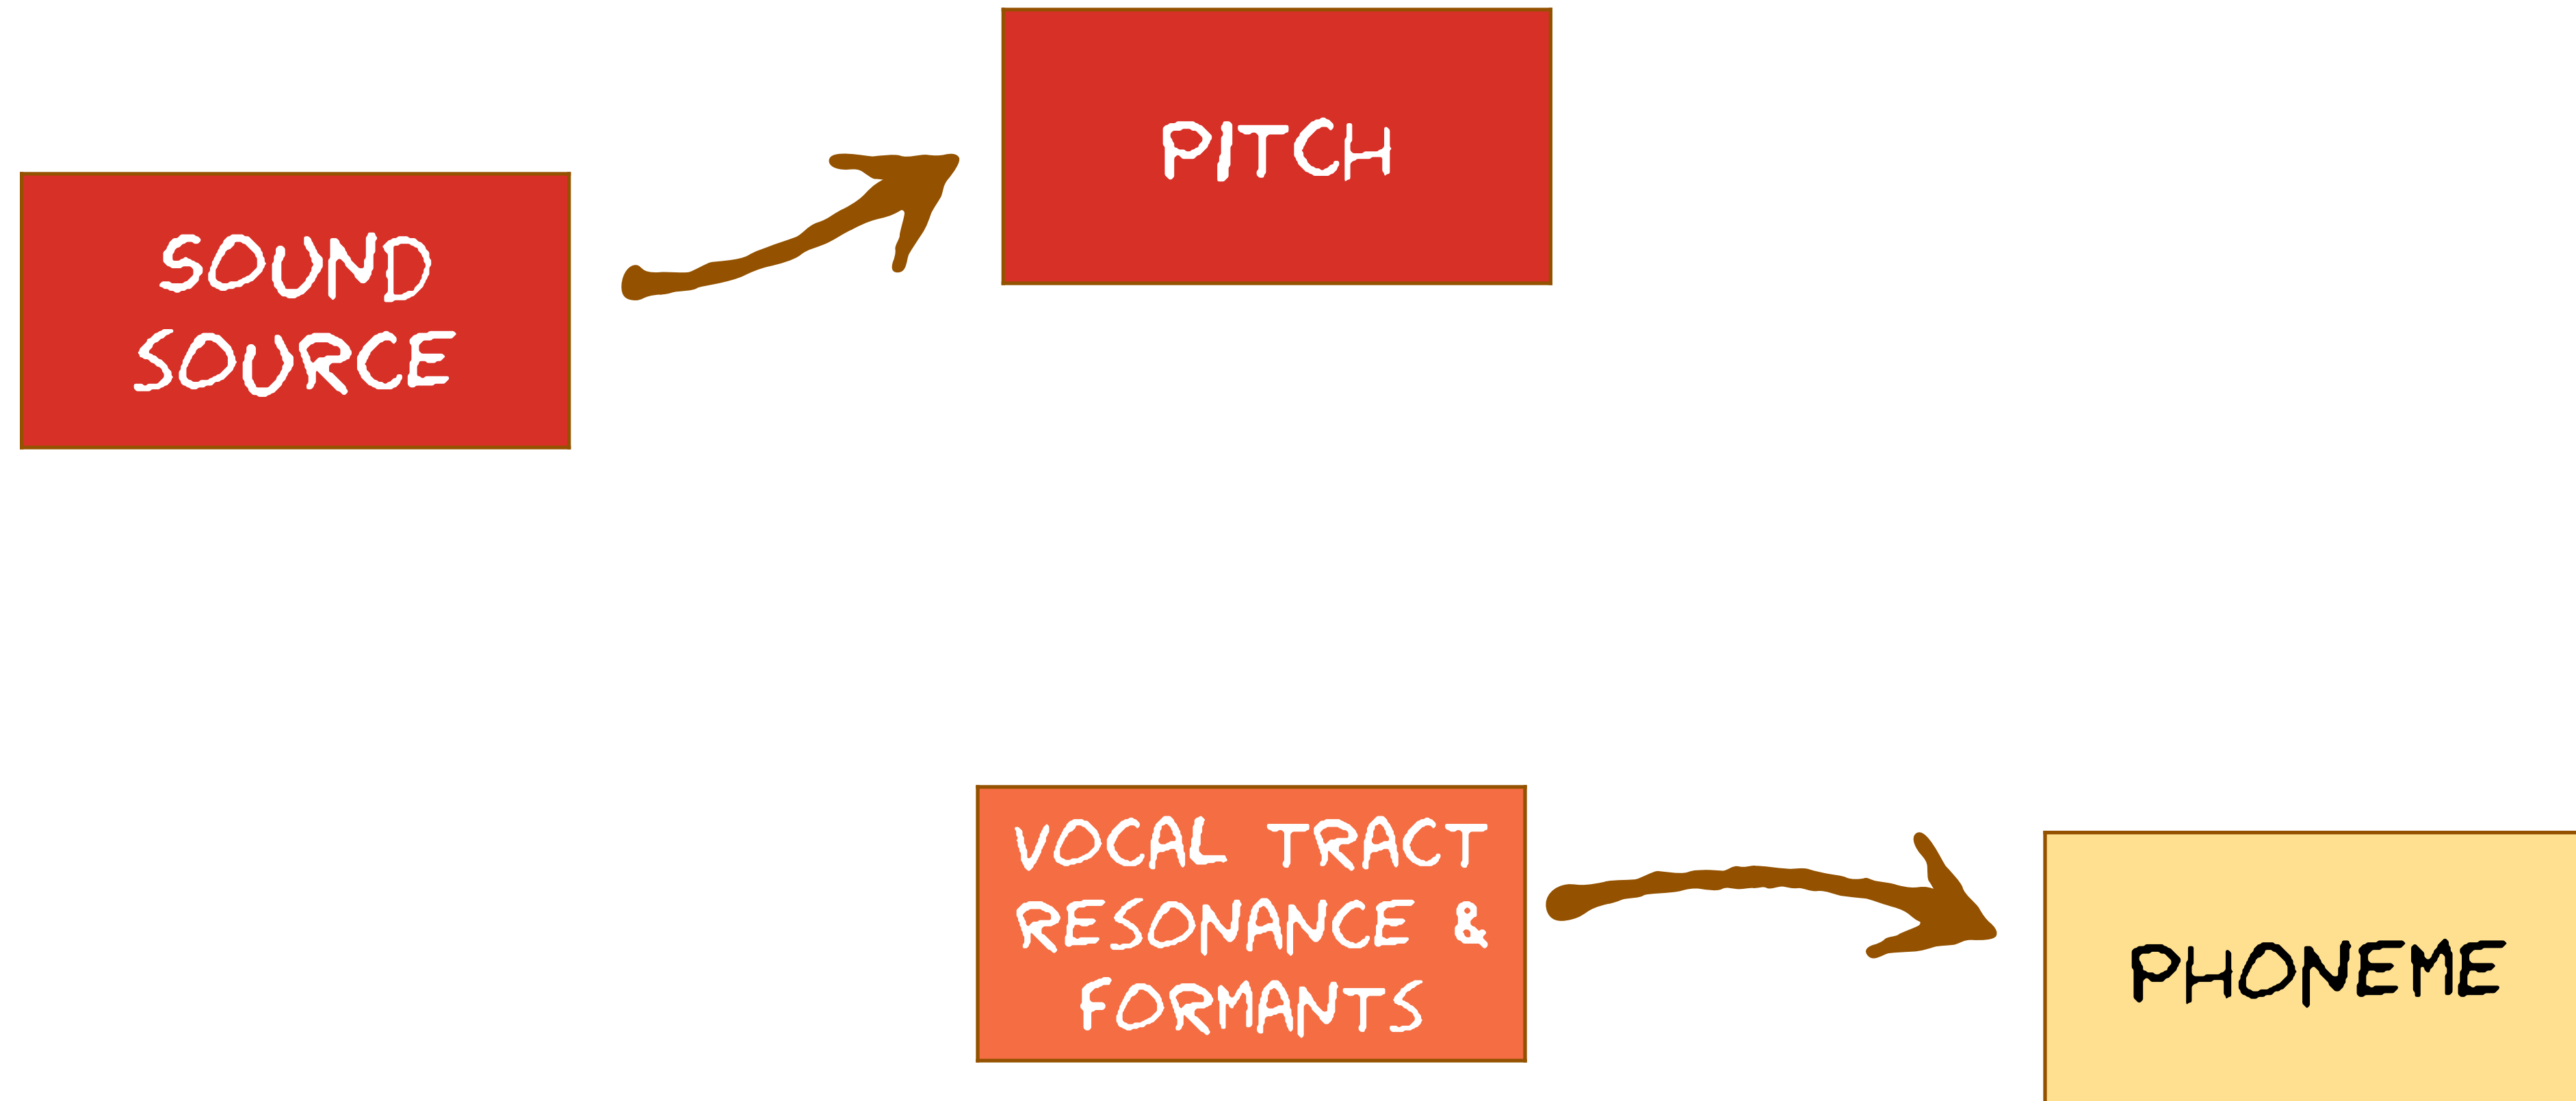 PITCH
SOUND
SOURCE
VOCAL TRACT
RESONANCE &
FORMANTS
PHONEME